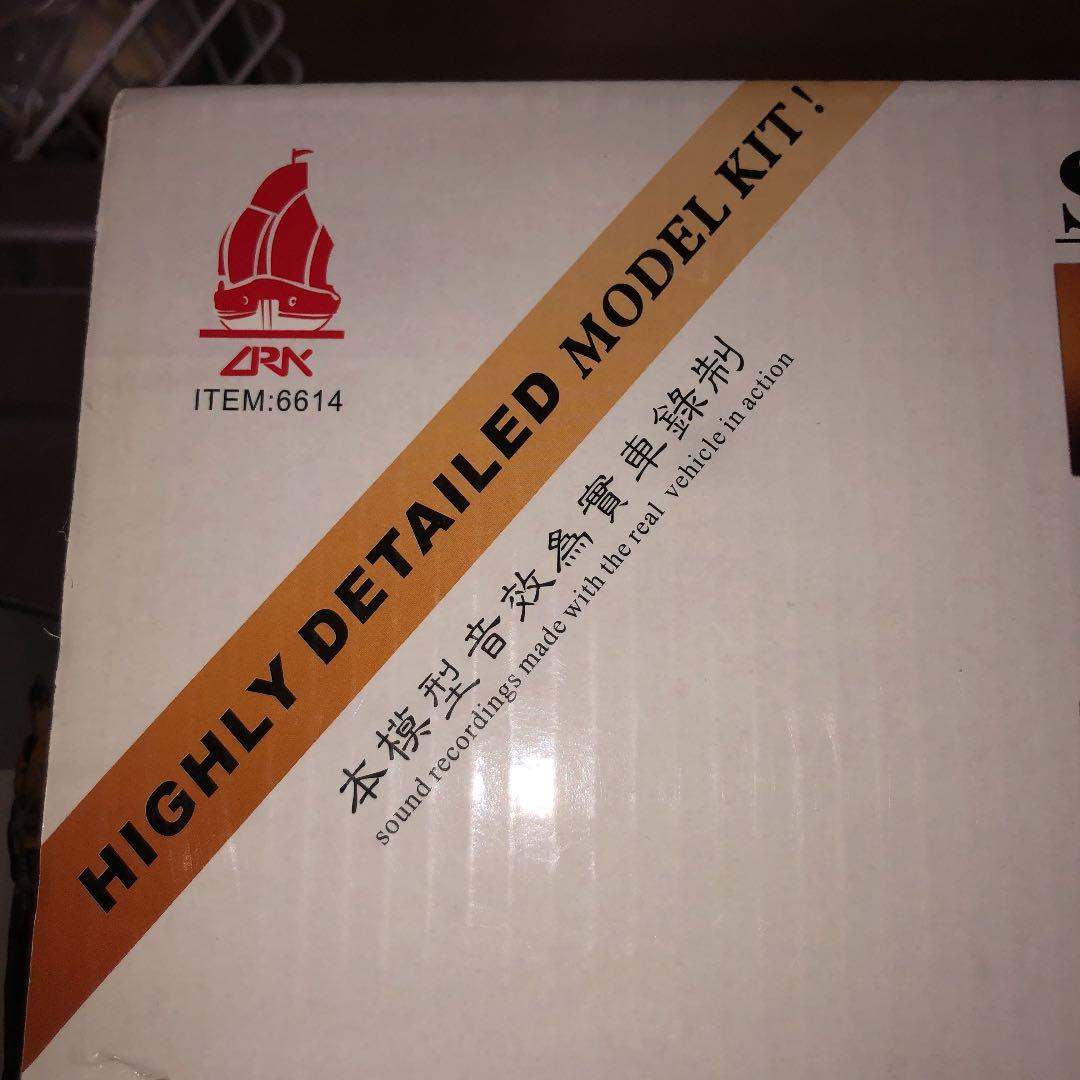 ARK
ITEM:6614
HIGHLY DETAILED MODEL KIT!
本模型音效為實車錄制
sound recordings made with the real vehicle in action